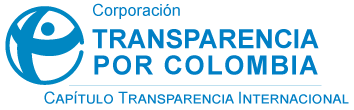 Corporación
TRANSPARENCIA
POR COLOMBIA
CAPÍTULO TRANSPARENCIA INTERNACIONAL